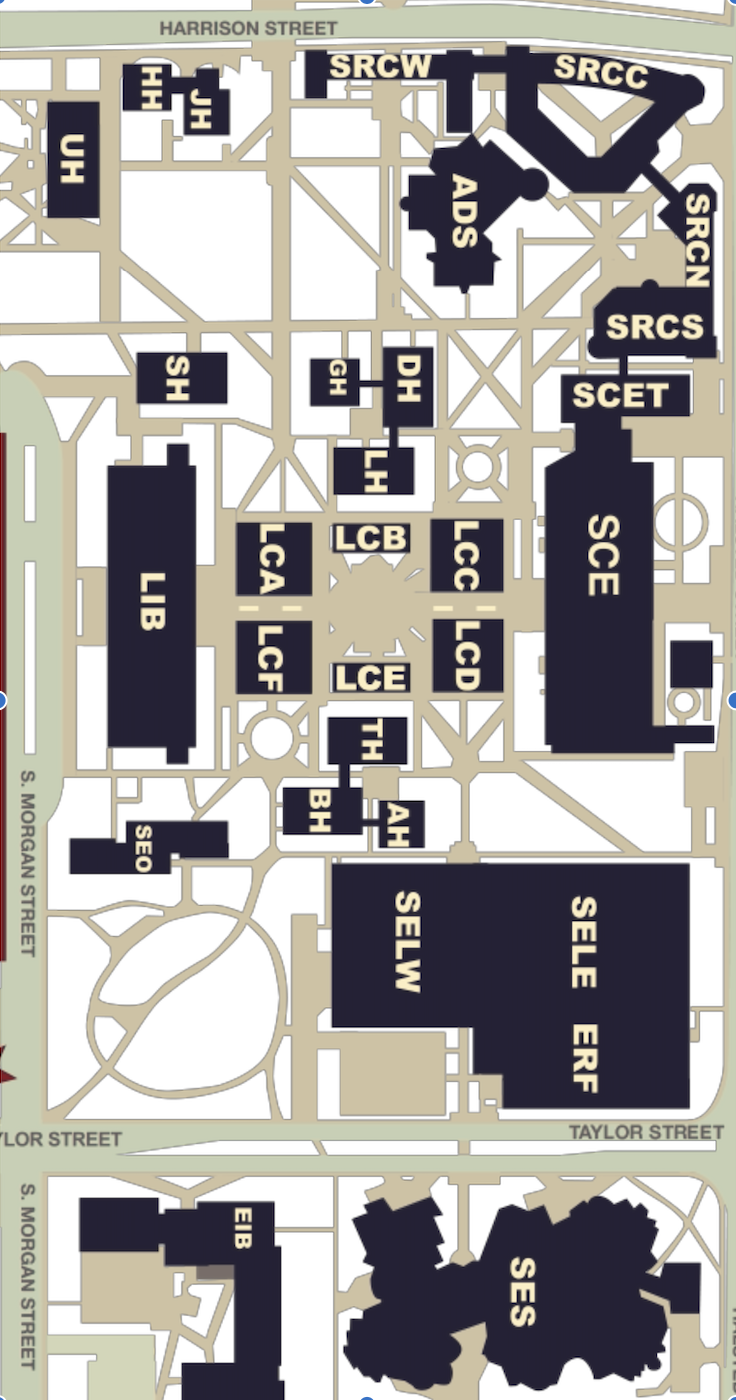 HARRISON STREET
SRCW
SRCC
HH
JH
UH
ADS
SRCN
SRCS
SH
GH
DH
SCET
LH
LCA
LCB
LCC
SCE
LIB
LCF
LCE
LCD
TH
BH
AH
SEO
S. MORGAN STREET
SELW
SELE
ERF
YLOR STREET
TAYLOR STREET
S. MORGAN STREET
EIB
SES